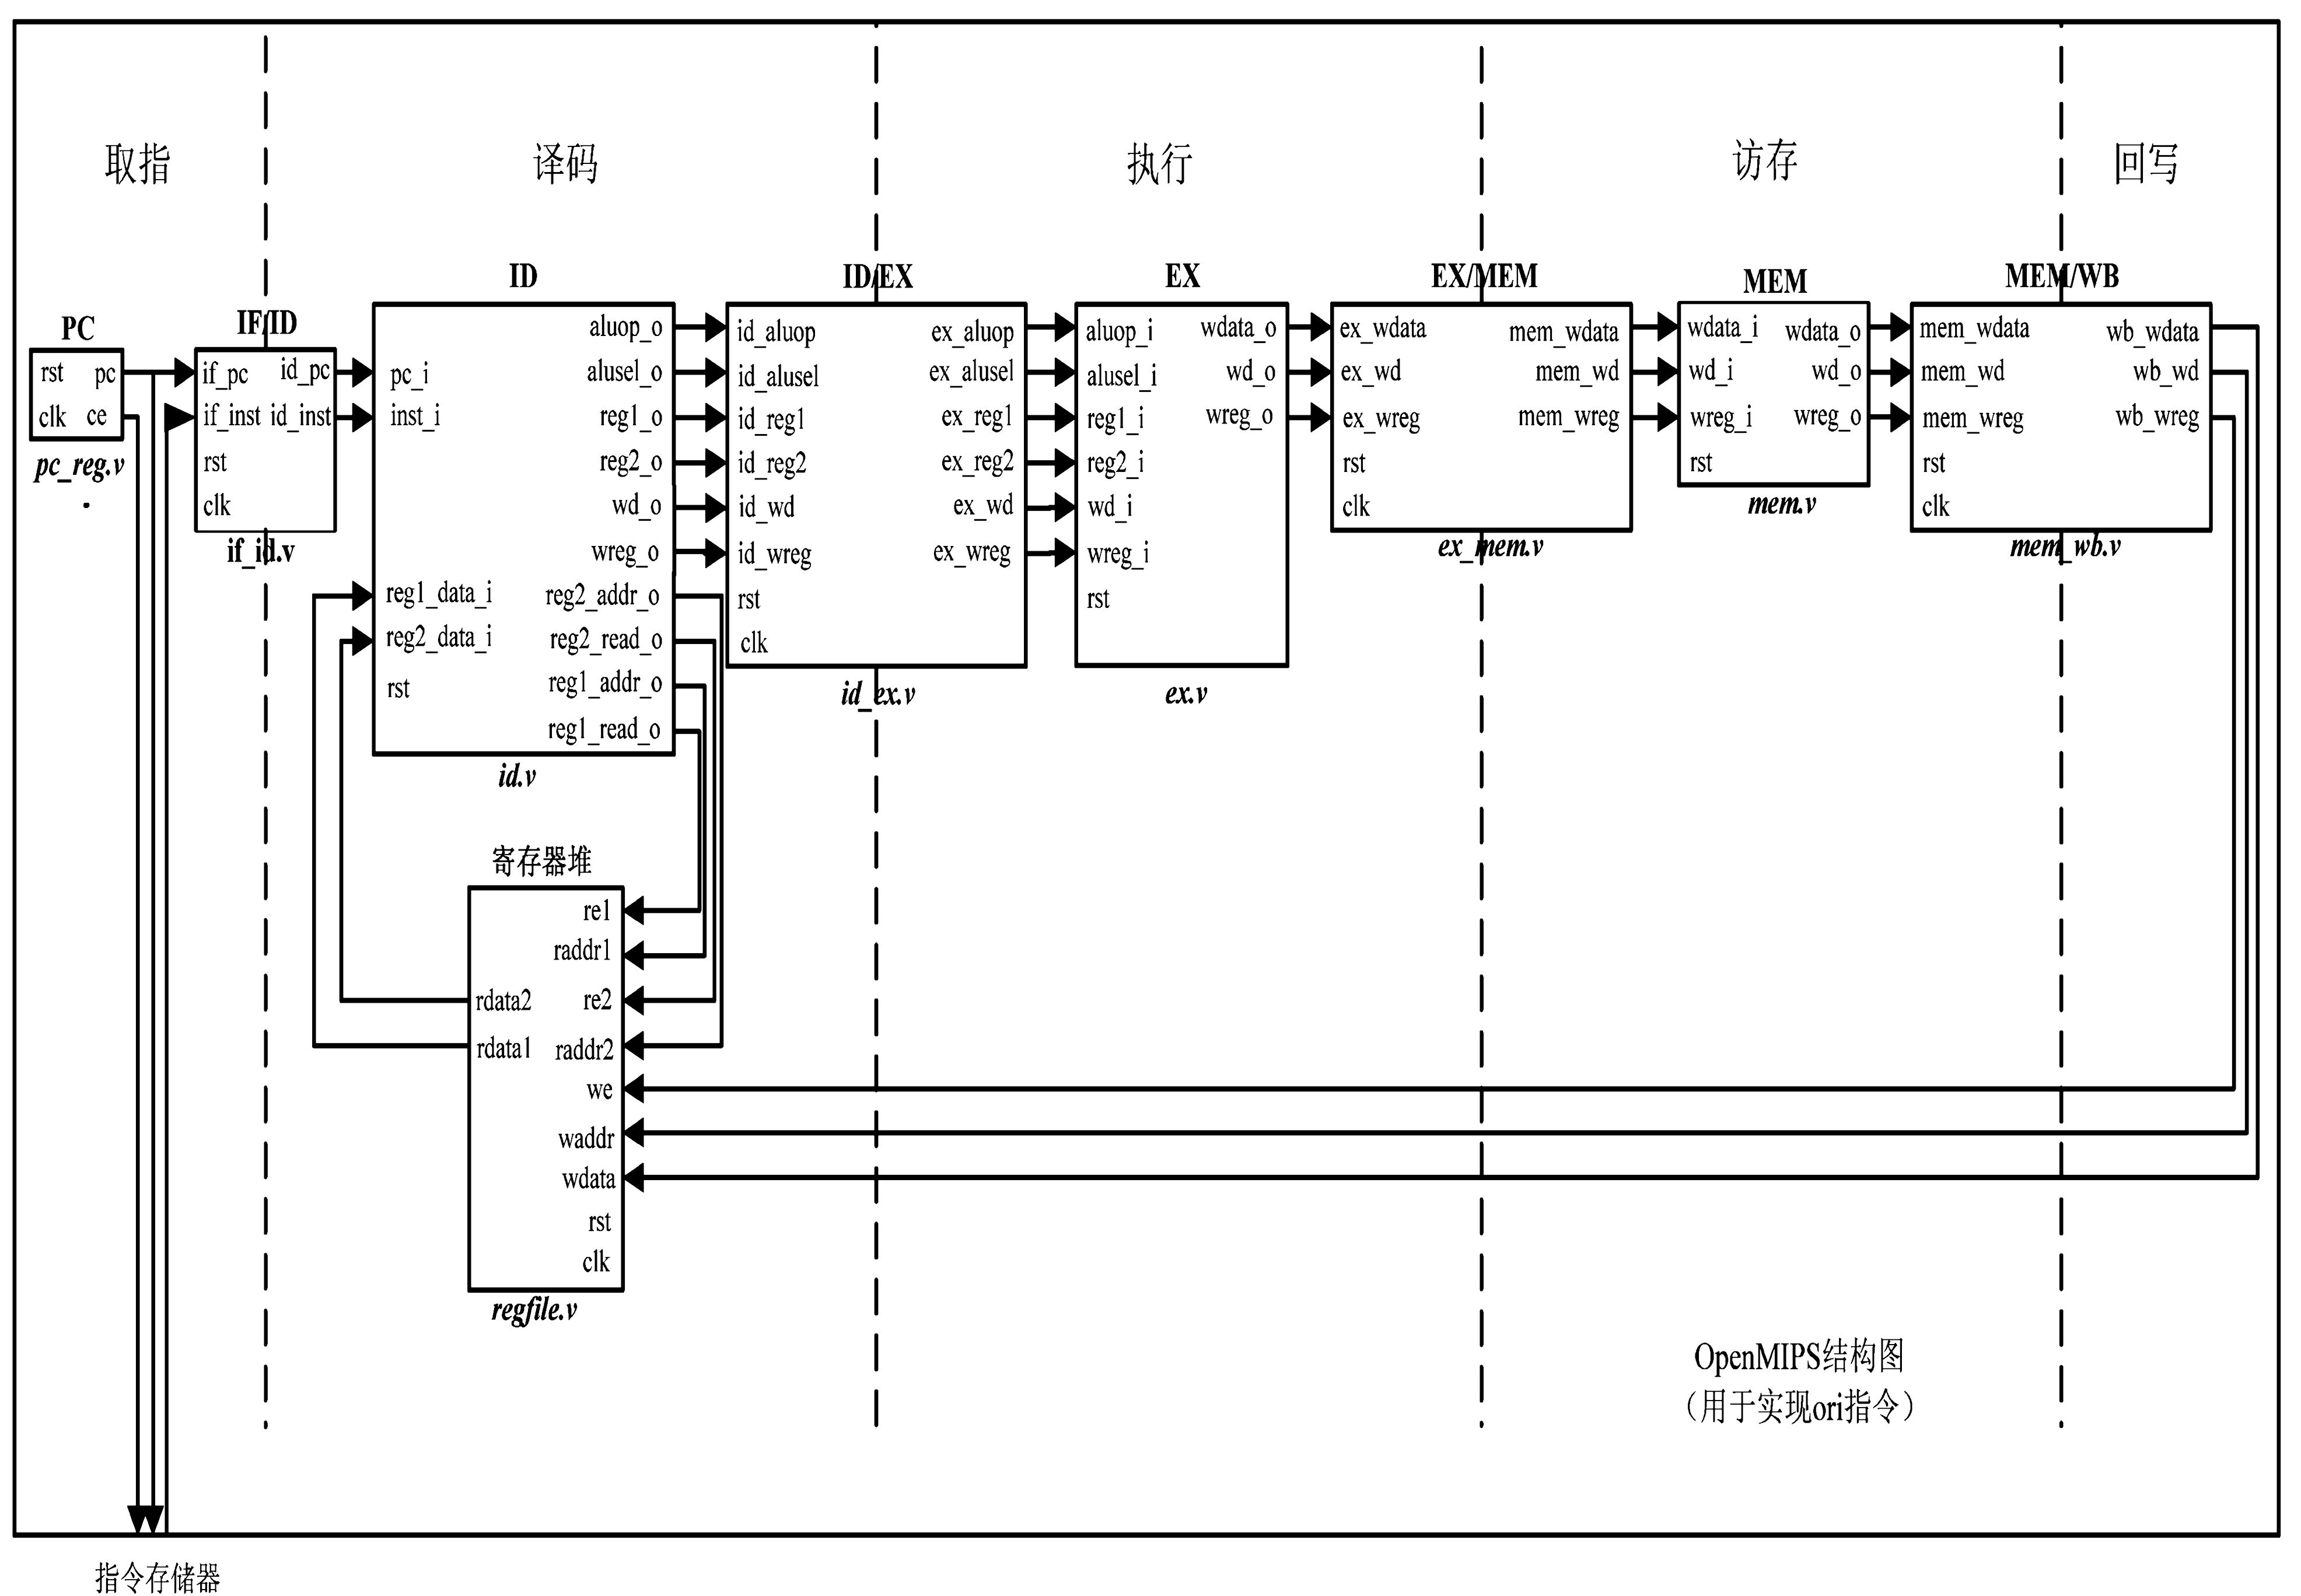 取指
译码
执行
访存
回写
PC
rst pc
clk ce
pc_reg.v
.
IF/ID
if_pc id_pc
if_inst id_inst
rst
clk
if_id.v
ID
aluop_o
pc_i alusel_o
inst_i reg1_o
reg2_o
wd_o
wreg_o
reg1_data_i reg2_addr_o
reg2_data_i reg2_read_o
rst reg1_addr_o
reg1_read_o
id.v
ID/EX
id_aluop ex_aluop
id_alusel ex_alusel
id_reg1 ex_reg1
id_reg2 ex_reg2
id_wd ex_wd
id_wreg ex_wreg
rst
clk
id_ex.v
EX
aluop_i wdata_o
alusel_i wd_o
reg1_i wreg_o
reg2_i
wd_i
wreg_i
rst
ex.v
EX/MEM
ex_wdata mem_wdata
ex_wd mem_wd
ex_wreg mem_wreg
rst
clk
ex_mem.v
MEM
wdata_i wdata_o
wd_i wd_o
wreg_i wreg_o
rst
mem.v
MEM/WB
mem_wdata wb_wdata
mem_wd wb_wd
mem_wreg wb_wreg
rst
clk
mem_wb.v
寄存器堆
re1
raddr1
rdata2 re2
rdata1 raddr2
we
waddr
wdata
rst
clk
regfile.v
OpenMIPS结构图
（用于实现ori指令）
指令存储器